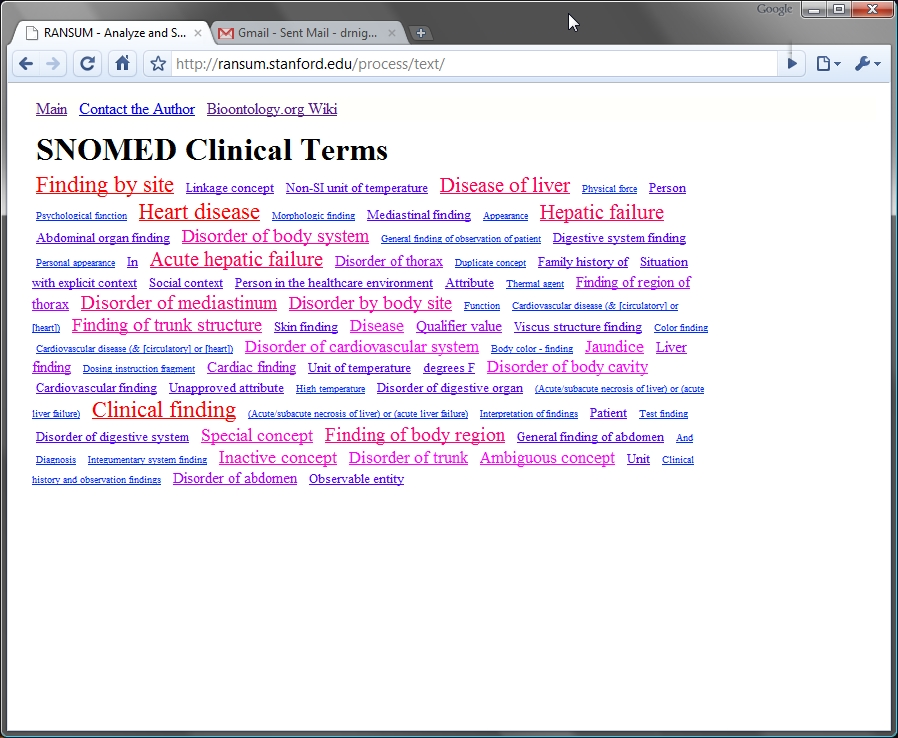 Google
RANSUM - Analyze and S... Gmail - Sent Mail - drnig...
http://ransum.stanford.edu/process/text/
Main Contact the Author Bioontology.org Wiki
SNOMED Clinical Terms
Finding by site Linkage concept Non-SI unit of temperature Disease of liver Physical force Person
Psychological function Heart disease Morphologic finding Mediastinal finding Appearance Hepatic failure
Abdominal organ finding Disorder of body system General finding of observation of patient Digestive system finding
Personal appearance In Acute hepatic failure Disorder of thorax Duplicate concept Family history of Situation
with explicit context Social context Person in the healthcare environment Attribute Thermal agent Finding of region of
thorax Disorder of mediastinum Disorder by body site Function Cardiovascular disease (& [circulatory] or
[heart]) Finding of trunk structure Skin finding Disease Qualifier value Viscus structure finding Color finding
Cardiovascular disease (& [circulatory] or [heart]) Disorder of cardiovascular system Body color - finding Jaundice Liver
finding Dosing instruction fragment Cardiac finding Unit of temperature degrees F Disorder of body cavity
Cardiovascular finding Unapproved attribute High temperature Disorder of digestive organ (Acute/subacute necrosis of liver) or (acute
liver failure) Clinical finding (Acute/subacute necrosis of liver) or (acute liver failure) Interpretation of findings Patient Test finding
Disorder of digestive system Special concept Finding of body region General finding of abdomen And
Diagnosis Integumentary system finding Inactive concept Disorder of trunk Ambiguous concept Unit Clinical
history and observation findings Disorder of abdomen Observable entity